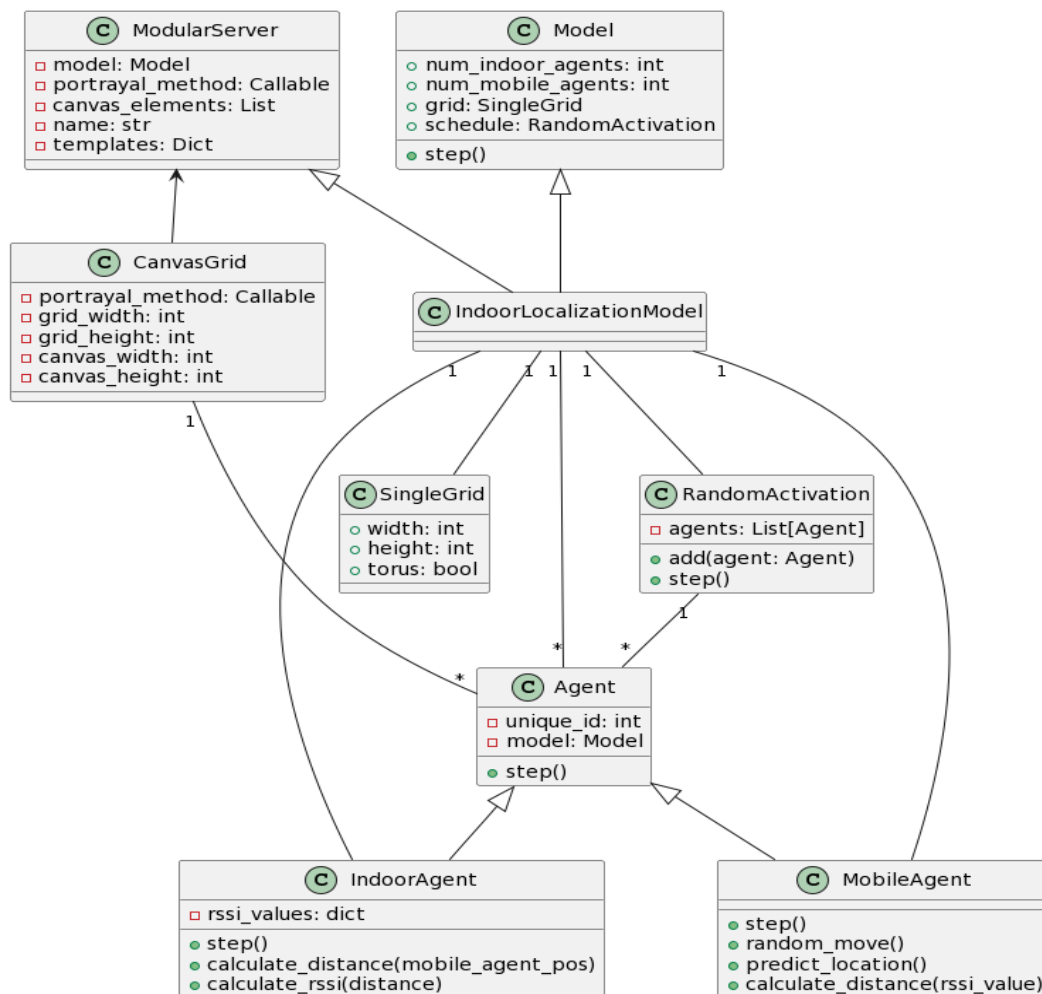 C ModularServer
model: Model
portrayal_method: Callable
canvas_elements: List
name: str
templates: Dict
C Model
num_indoor_agents: int
num_mobile_agents: int
grid: SingleGrid
schedule: RandomActivation
step()
C CanvasGrid
portrayal_method: Callable
grid_width: int
grid_height: int
canvas_width: int
canvas_height: int
C IndoorLocalizationModel
1
1
1
1
1
1
C SingleGrid
width: int
height: int
torus: bool
C RandomActivation
agents: List[Agent]
add(agent: Agent)
step()
1
*
*
*
C Agent
unique_id: int
model: Model
step()
C IndoorAgent
rssi_values: dict
step()
calculate_distance(mobile_agent_pos)
calculate_rssi(distance)
C MobileAgent
step()
random_move()
predict_location()
calculate_distance(rssi_value)